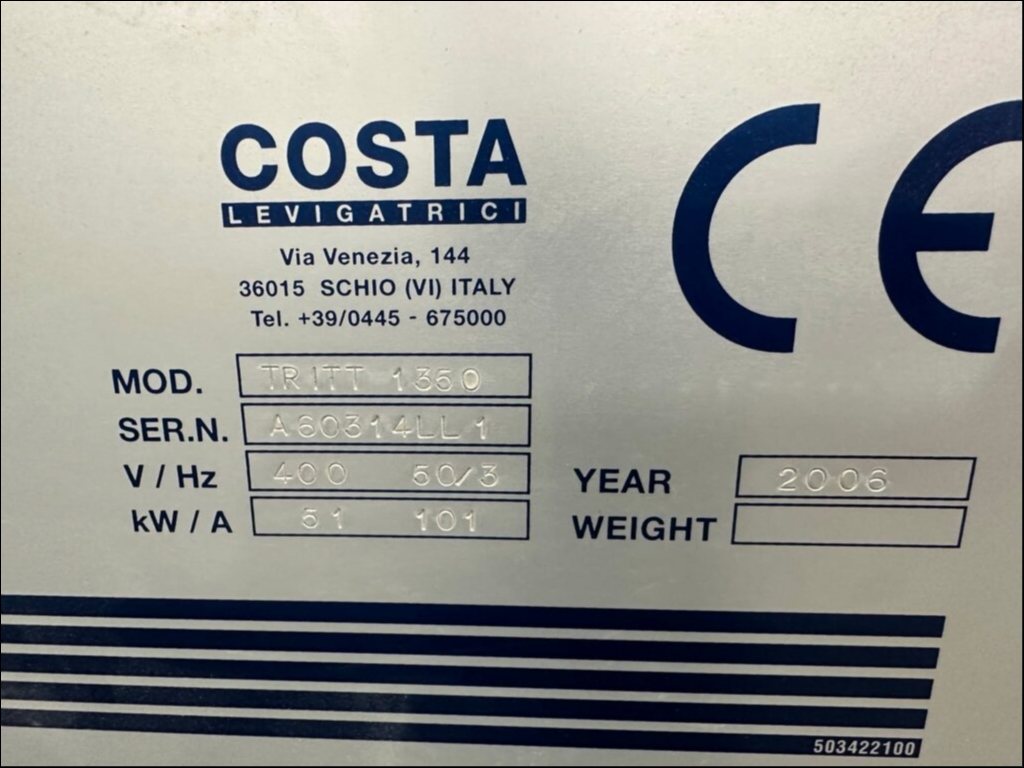 COSTA
LEVIGATRICI
Via Venezia, 144
36015 SCHIO (VI) ITALY
Tel. +39/0445 - 675000
CE
MOD. TRITT 1350
SER.N. A60314LL1
V / Hz 400 50/3
kW / A 51 101
YEAR 2006
WEIGHT
503422100